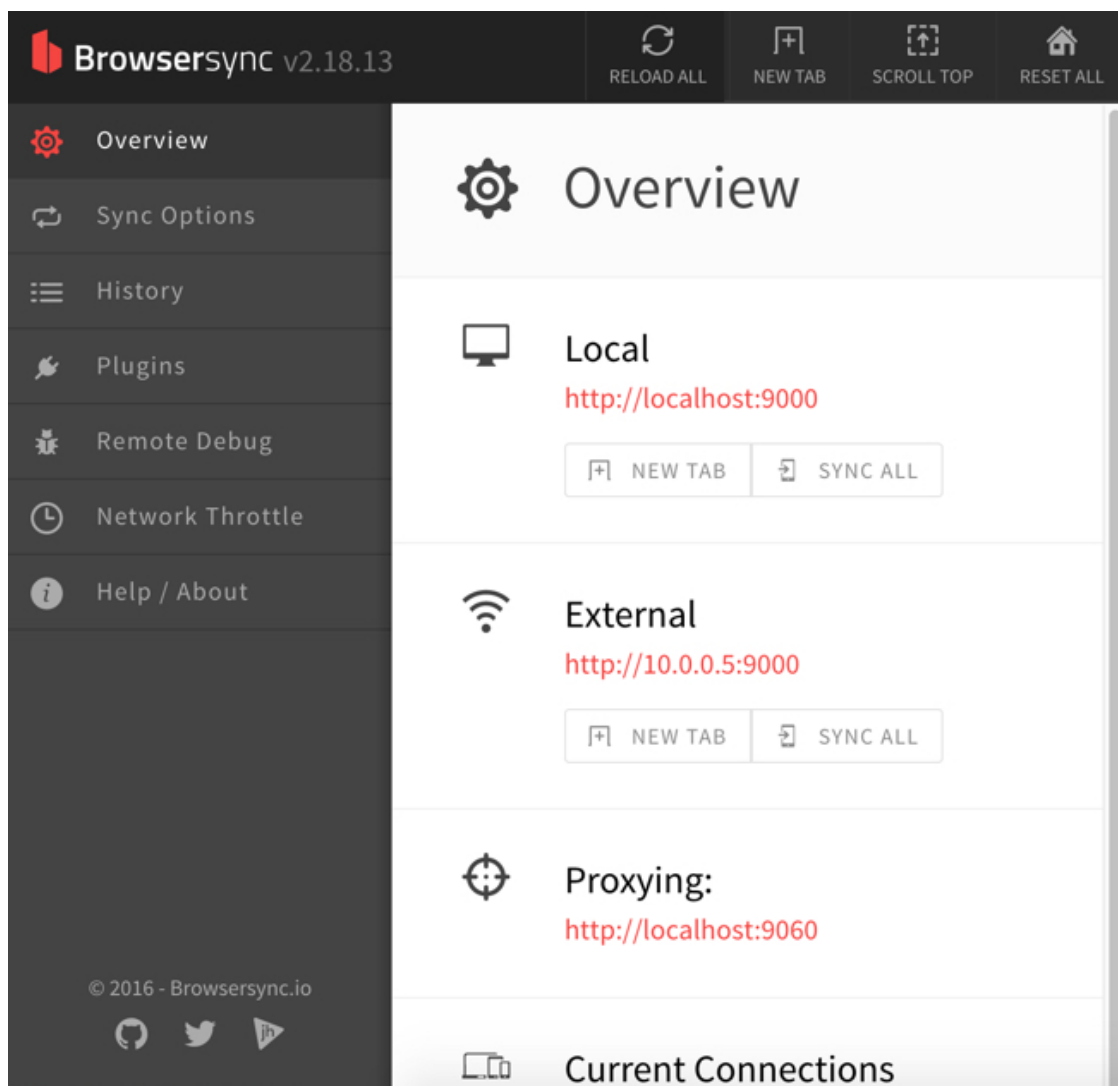 Browsersync v2.18.13
RELOAD ALL
NEW TAB
SCROLL TOP
RESET ALL
Overview
Sync Options
History
Plugins
Remote Debug
Network Throttle
Help / About
© 2016 - Browsersync.io
jh
Overview
Local
http://localhost:9000
NEW TAB
SYNC ALL
External
http://10.0.0.5:9000
NEW TAB
SYNC ALL
Proxying:
http://localhost:9060
Current Connections